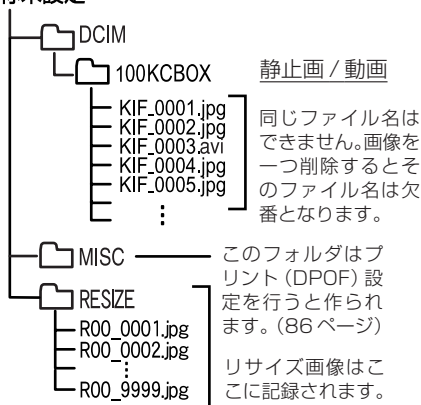 DCIM
100KCBOX
静止画 / 動画
KIF_0001.jpg
KIF_0002.jpg
KIF_0003.avi
KIF_0004.jpg
KIF_0005.jpg
同じファイル名は
できません。画像を
一つ削除するとそ
のファイル名は欠
番となります。
MISC
このフォルダはプ
リント(DPOF)設
定を行うと作られ
ます。(86ページ)
RESIZE
R00_0001.jpg
R00_0002.jpg
R00_9999.jpg
リサイズ画像はこ
こに記録されます。